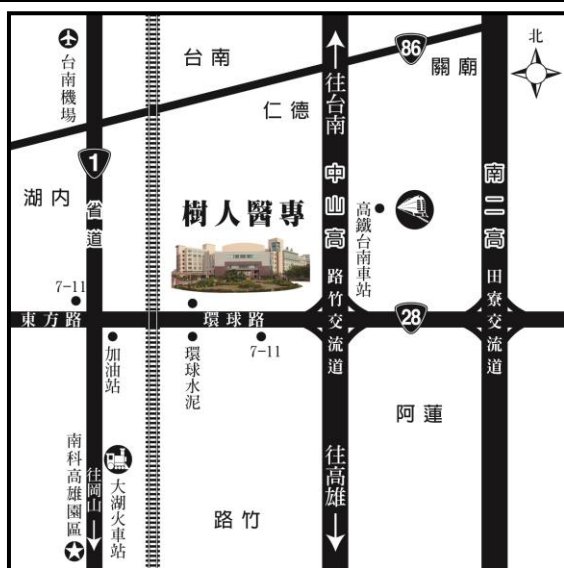 北
台南
86
關廟
台南機場
往台南
仁德
1
省道
中山高
南二高
湖內
樹人醫專
高鐵台南車站
7-11
路竹交流道
田寮交流道
東方路
環球路
28
加油站
環球水泥
7-11
阿蓮
南科高雄園區
往岡山
大湖火車站
往高雄
路竹